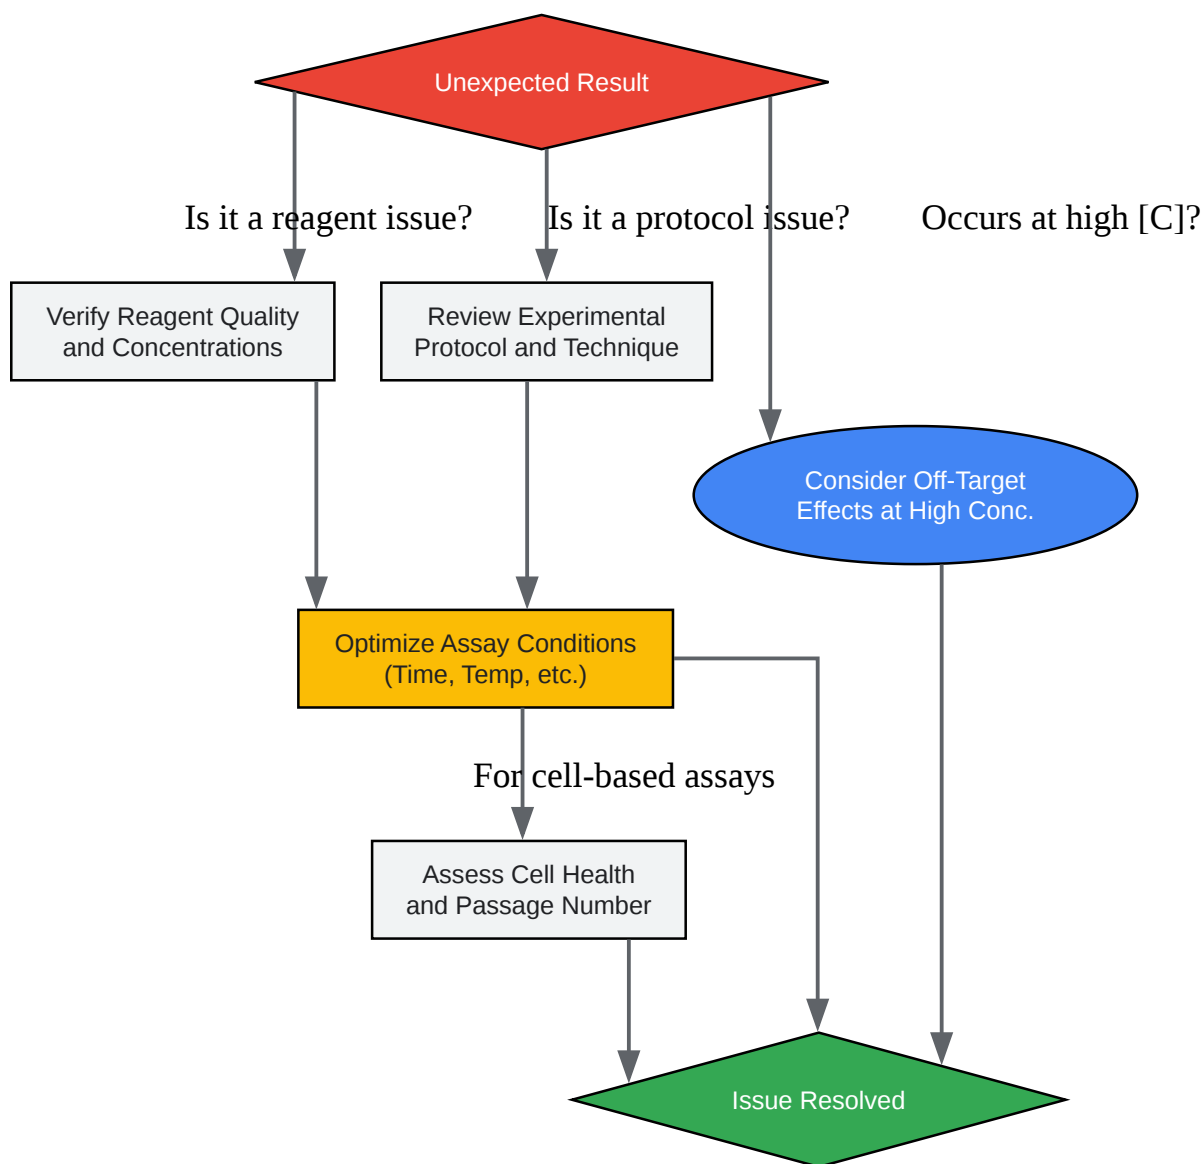 Unexpected Result
Is it a reagent issue?
Is it a protocol issue?
Occurs at high [C]?
Verify Reagent Quality
and Concentrations
Review Experimental
Protocol and Technique
Consider Off-Target
Effects at High Conc.
Optimize Assay Conditions
(Time, Temp, etc.)
For cell-based assays
Assess Cell Health
and Passage Number
Issue Resolved